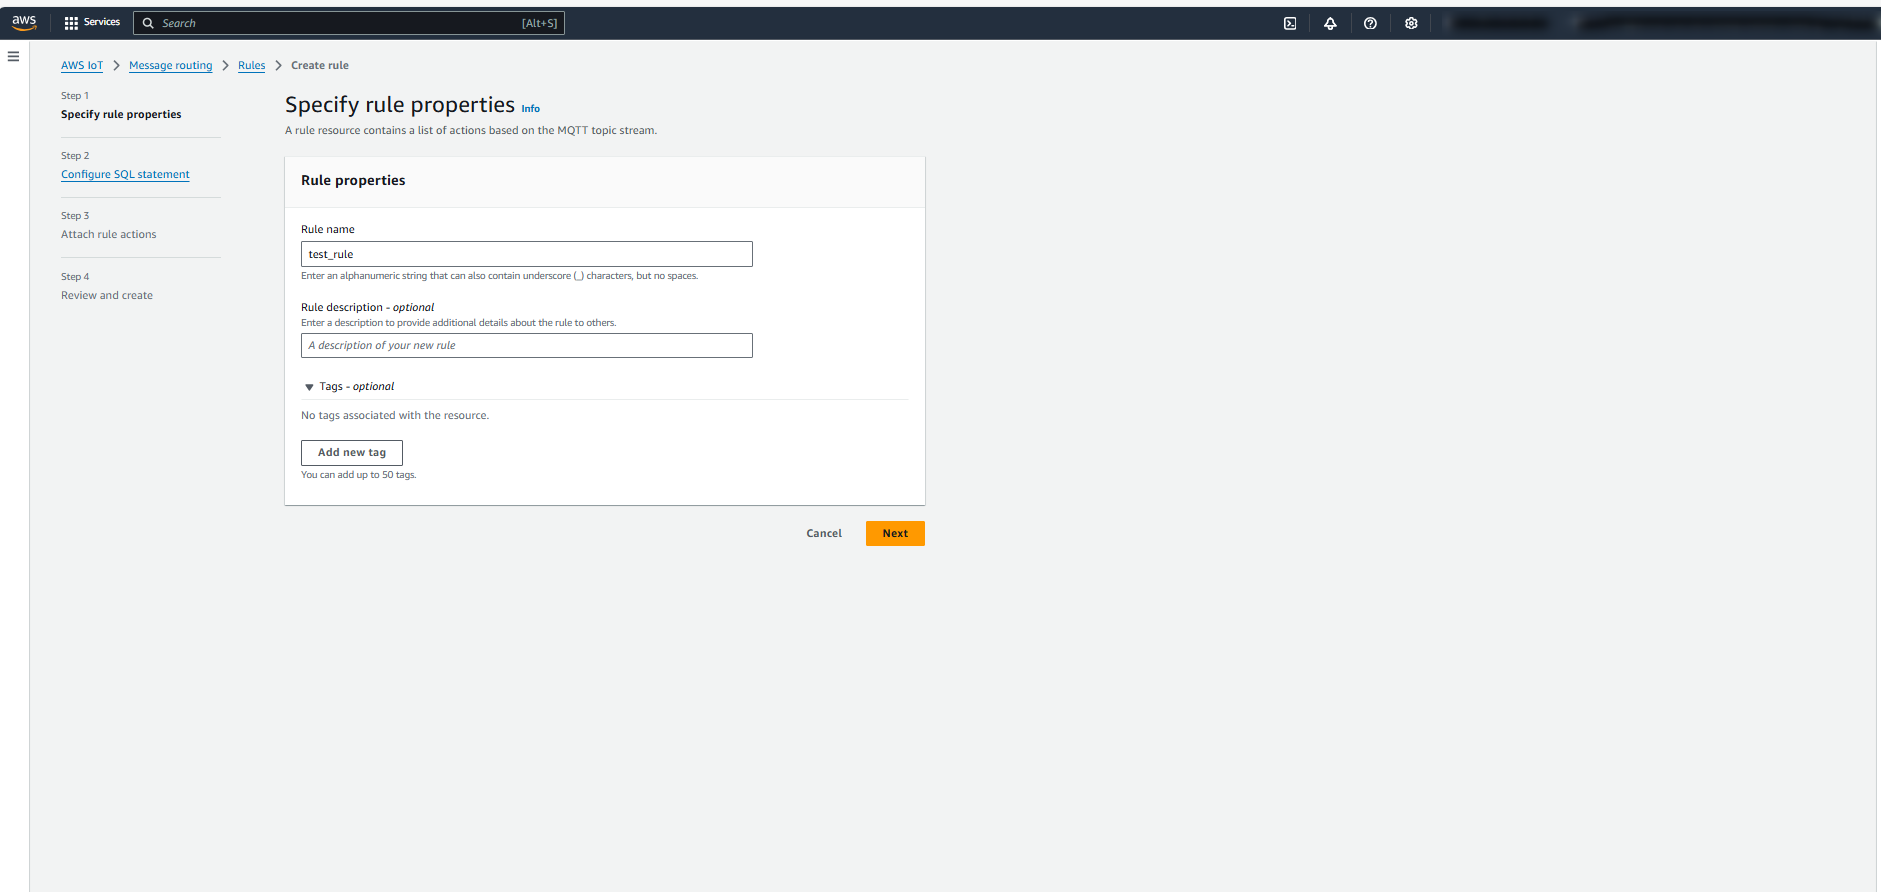 aws
Services
Search
[Alt+S]
AWS IoT
Message routing
Rules
Create rule
Step 1
Specify rule properties
Step 2
Configure SQL statement
Step 3
Attach rule actions
Step 4
Review and create
Specify rule properties Info
A rule resource contains a list of actions based on the MQTT topic stream.
Rule properties
Rule name
test_rule
Enter an alphanumeric string that can also contain underscore (_) characters, but no spaces.
Rule description - optional
Enter a description to provide additional details about the rule to others.
A description of your new rule
Tags - optional
No tags associated with the resource.
Add new tag
You can add up to 50 tags.
Cancel
Next